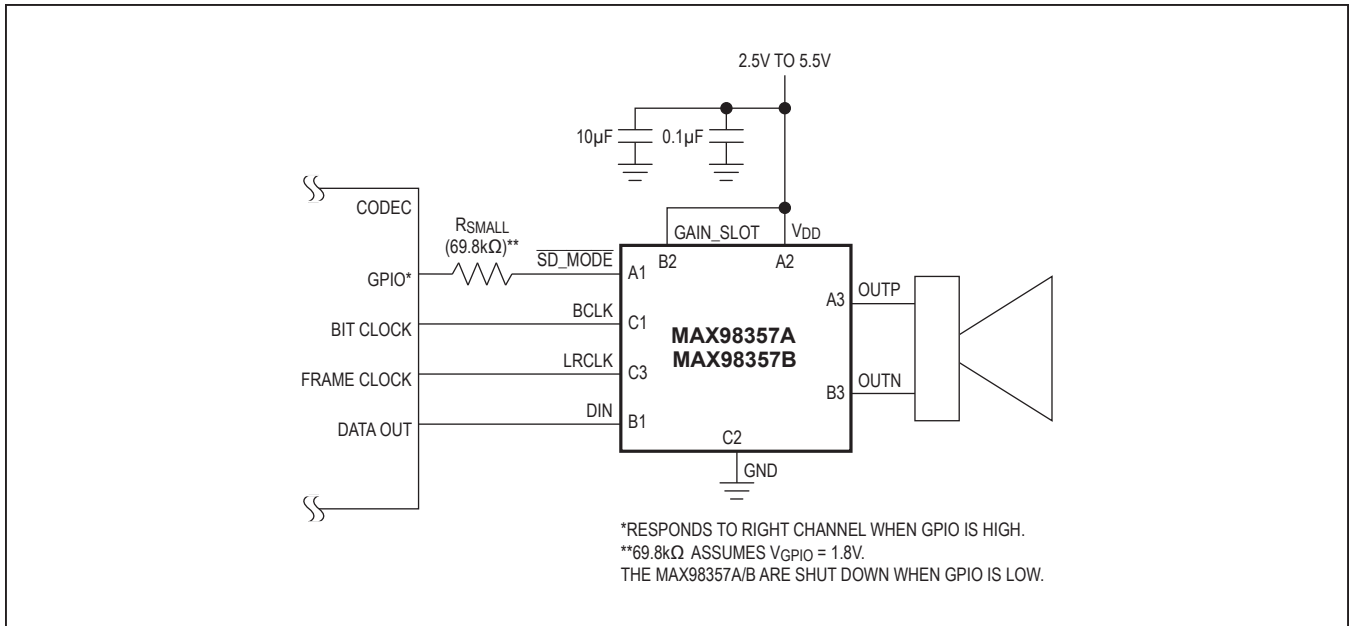 2.5V TO 5.5V
10µF
0.1µF
CODEC
RSMALL
(69.8kΩ)**
SD_MODE
GAIN_SLOT
VDD
B2
A2
GPIO*
A1
A3
OUTP
BIT CLOCK
BCLK
C1
MAX98357A
MAX98357B
FRAME CLOCK
LRCLK
C3
B3
OUTN
DATA OUT
DIN
B1
C2
GND
*RESPONDS TO RIGHT CHANNEL WHEN GPIO IS HIGH.
**69.8kΩ ASSUMES VGPIO = 1.8V.
THE MAX98357A/B ARE SHUT DOWN WHEN GPIO IS LOW.